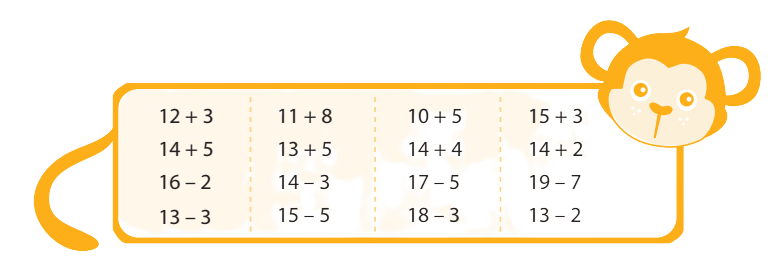 12 + 3 11 + 8 10 + 5 15 + 3
14 + 5 13 + 5 14 + 4 14 + 2
16 – 2 14 – 3 17 – 5 19 – 7
13 – 3 15 – 5 18 – 3 13 – 2